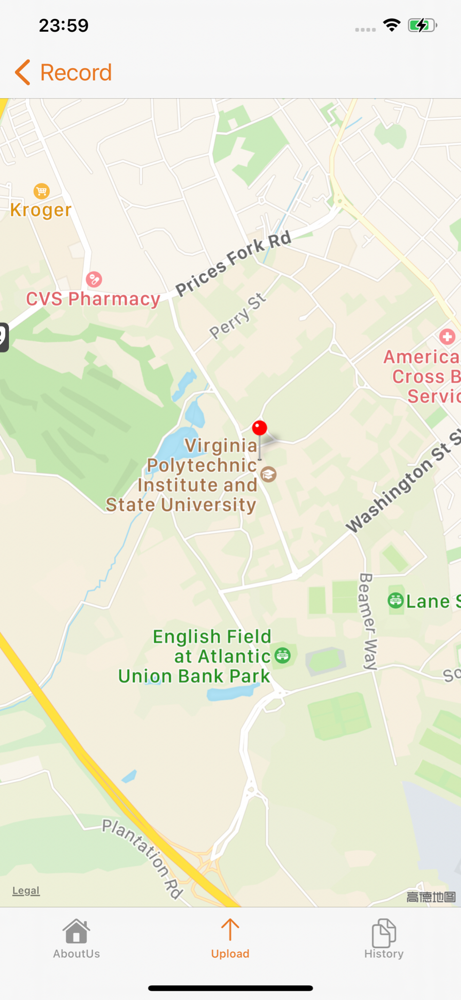 23:59
Record
Kroger
Prices Fork Rd
CVS Pharmacy
Perry St
America
Cross B
Servic
Virginia
Polytechnic
Institute and
State University
Washington St S
Beamer Way
Lane S
English Field
at Atlantic
Union Bank Park
So
Plantation Rd
Legal
高德地图
AboutUs
Upload
History